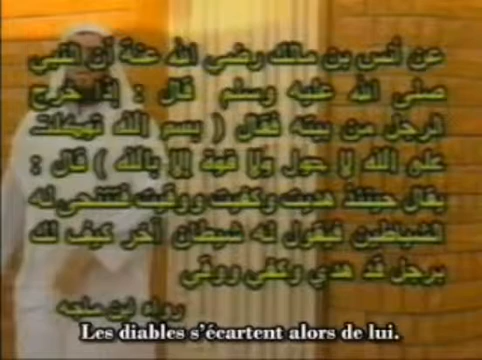 عن أنس بن مالك رضي الله عنة أن النبي
صلى الله عليه وسلم قال : إذا خرج
الرجل من بيته فقال ( بسم الله توكلت
على الله لا حول ولا قوة إلا بالله ) قال :
يقال حينئذ هديت وكفيت ووقيت فتتنحى له
الشياطين فيقول له شيطان آخر كيف لك
برجل قد هدي وكفي ووقي
رواه ابن ماجه
Les diables s'écartent alors de lui.